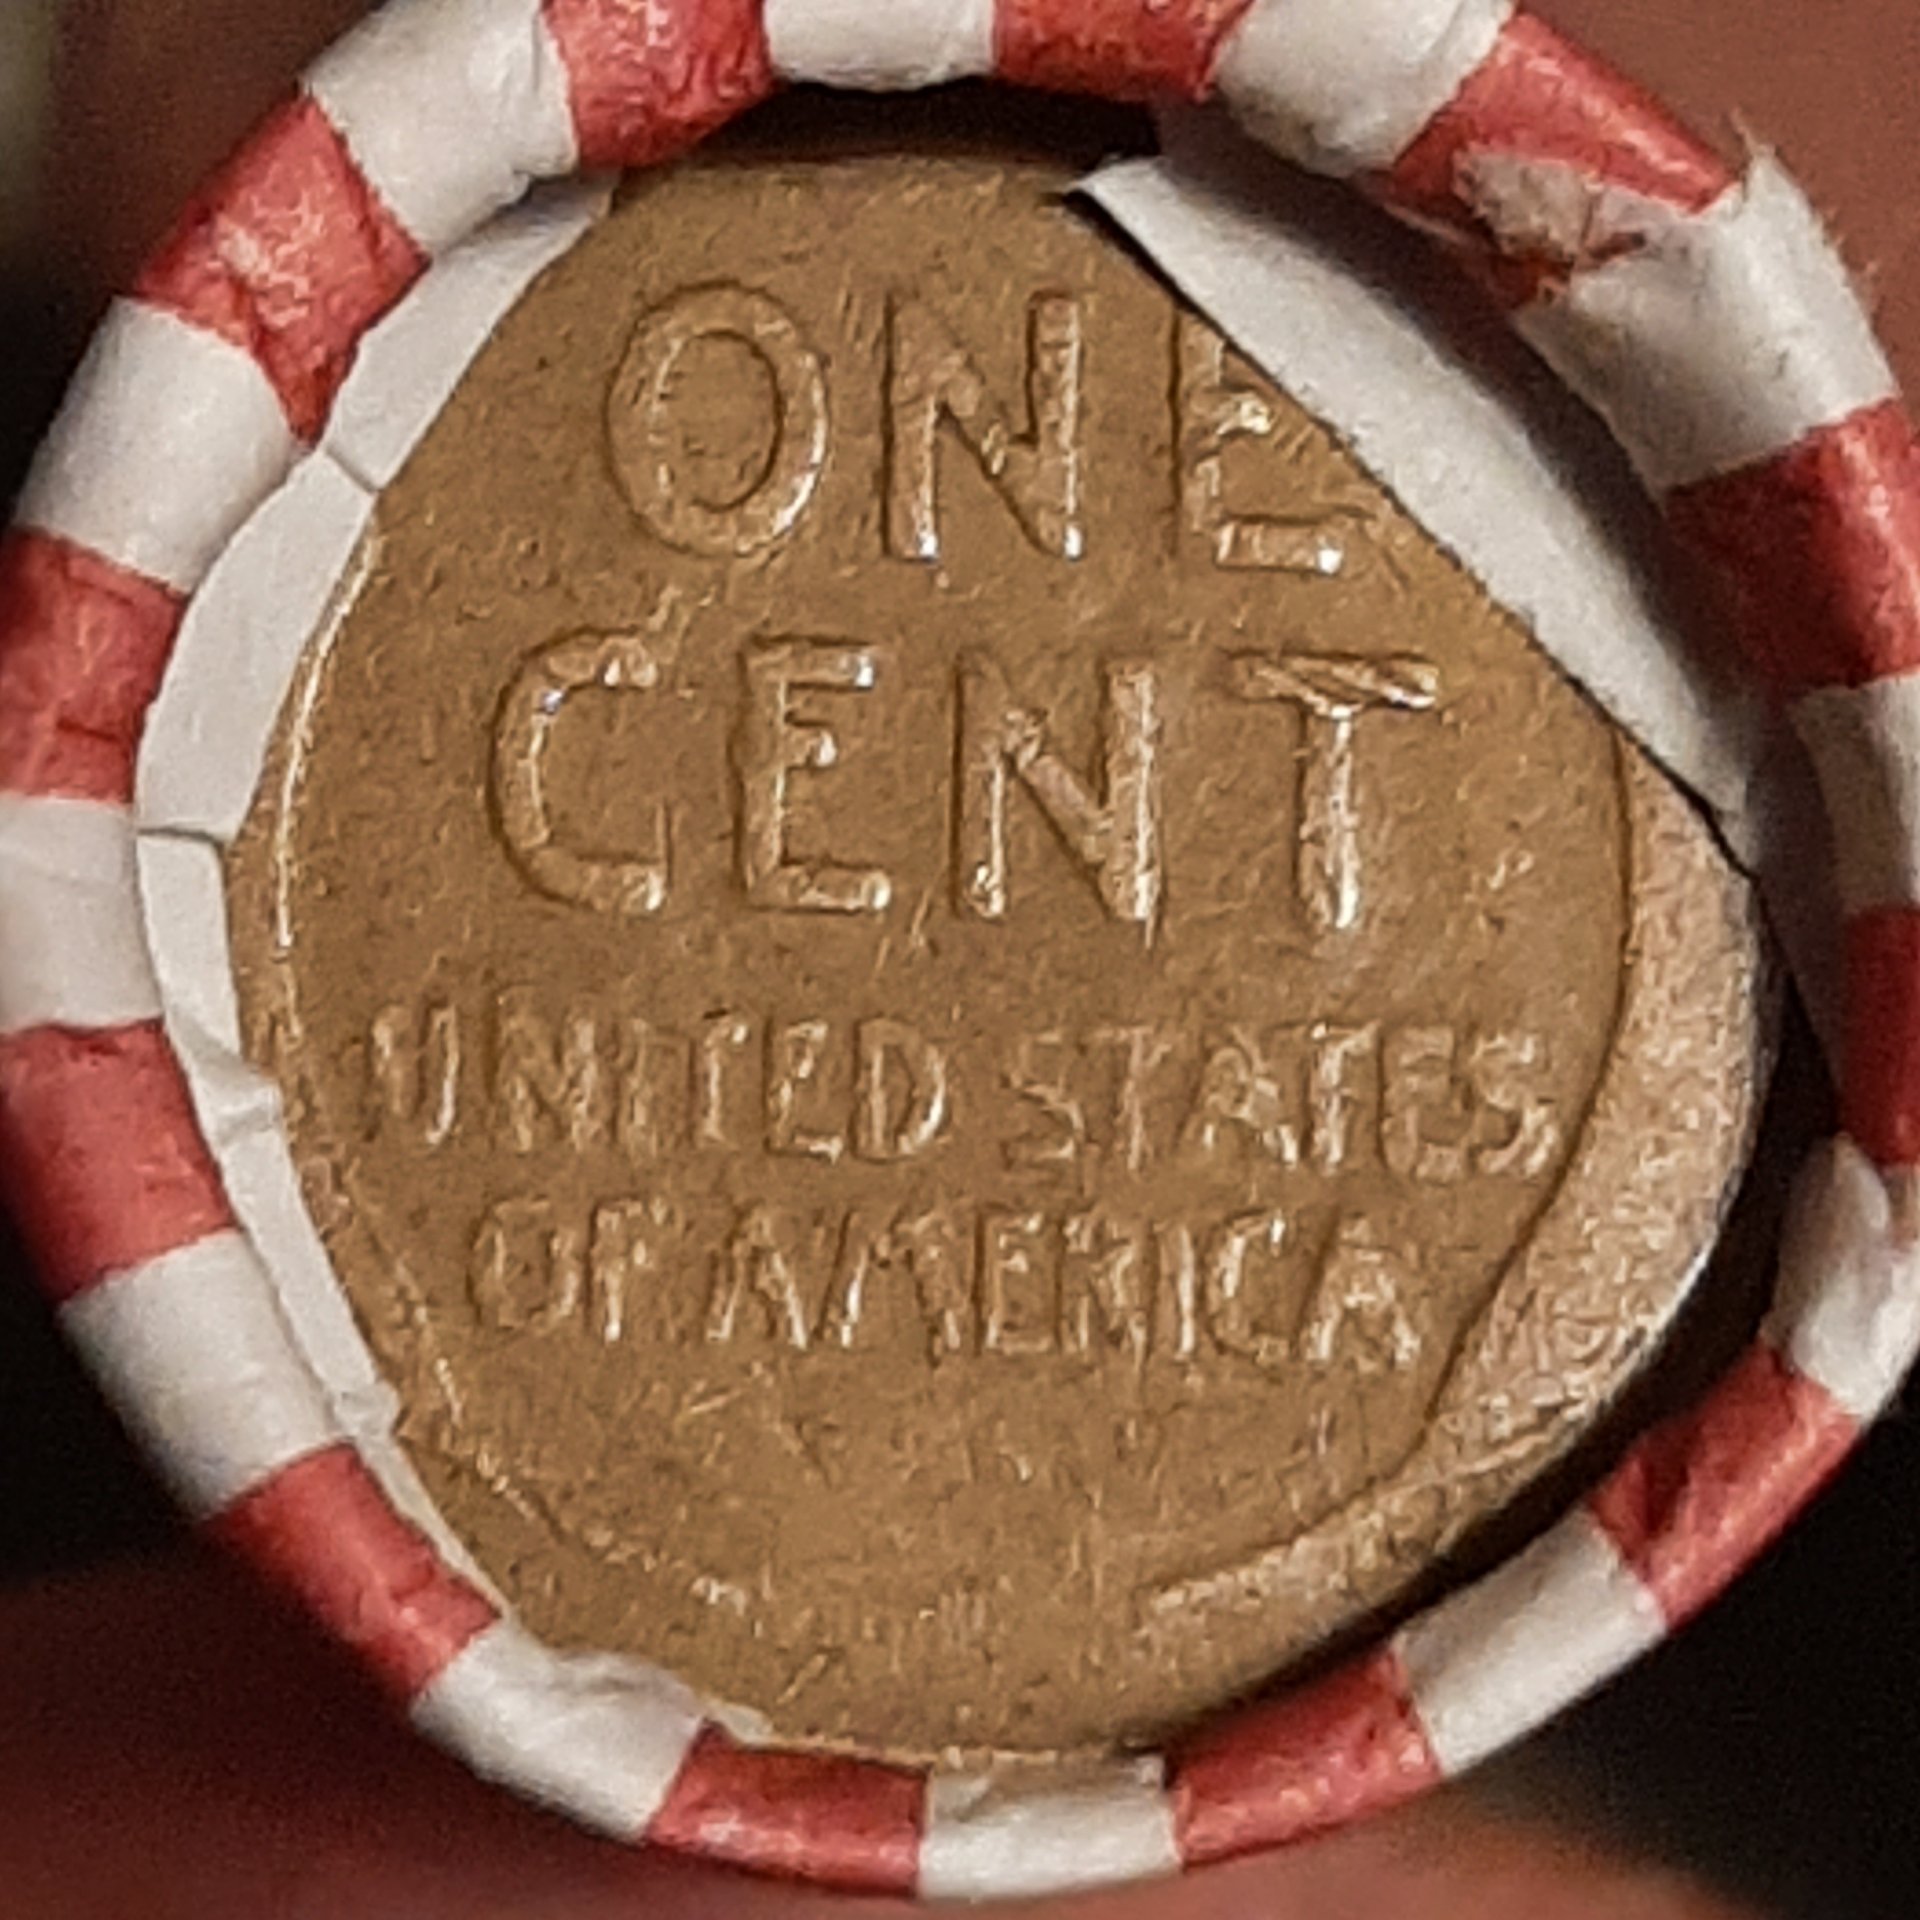 ONE
CENT
UNITED STATES
OF AMERICA